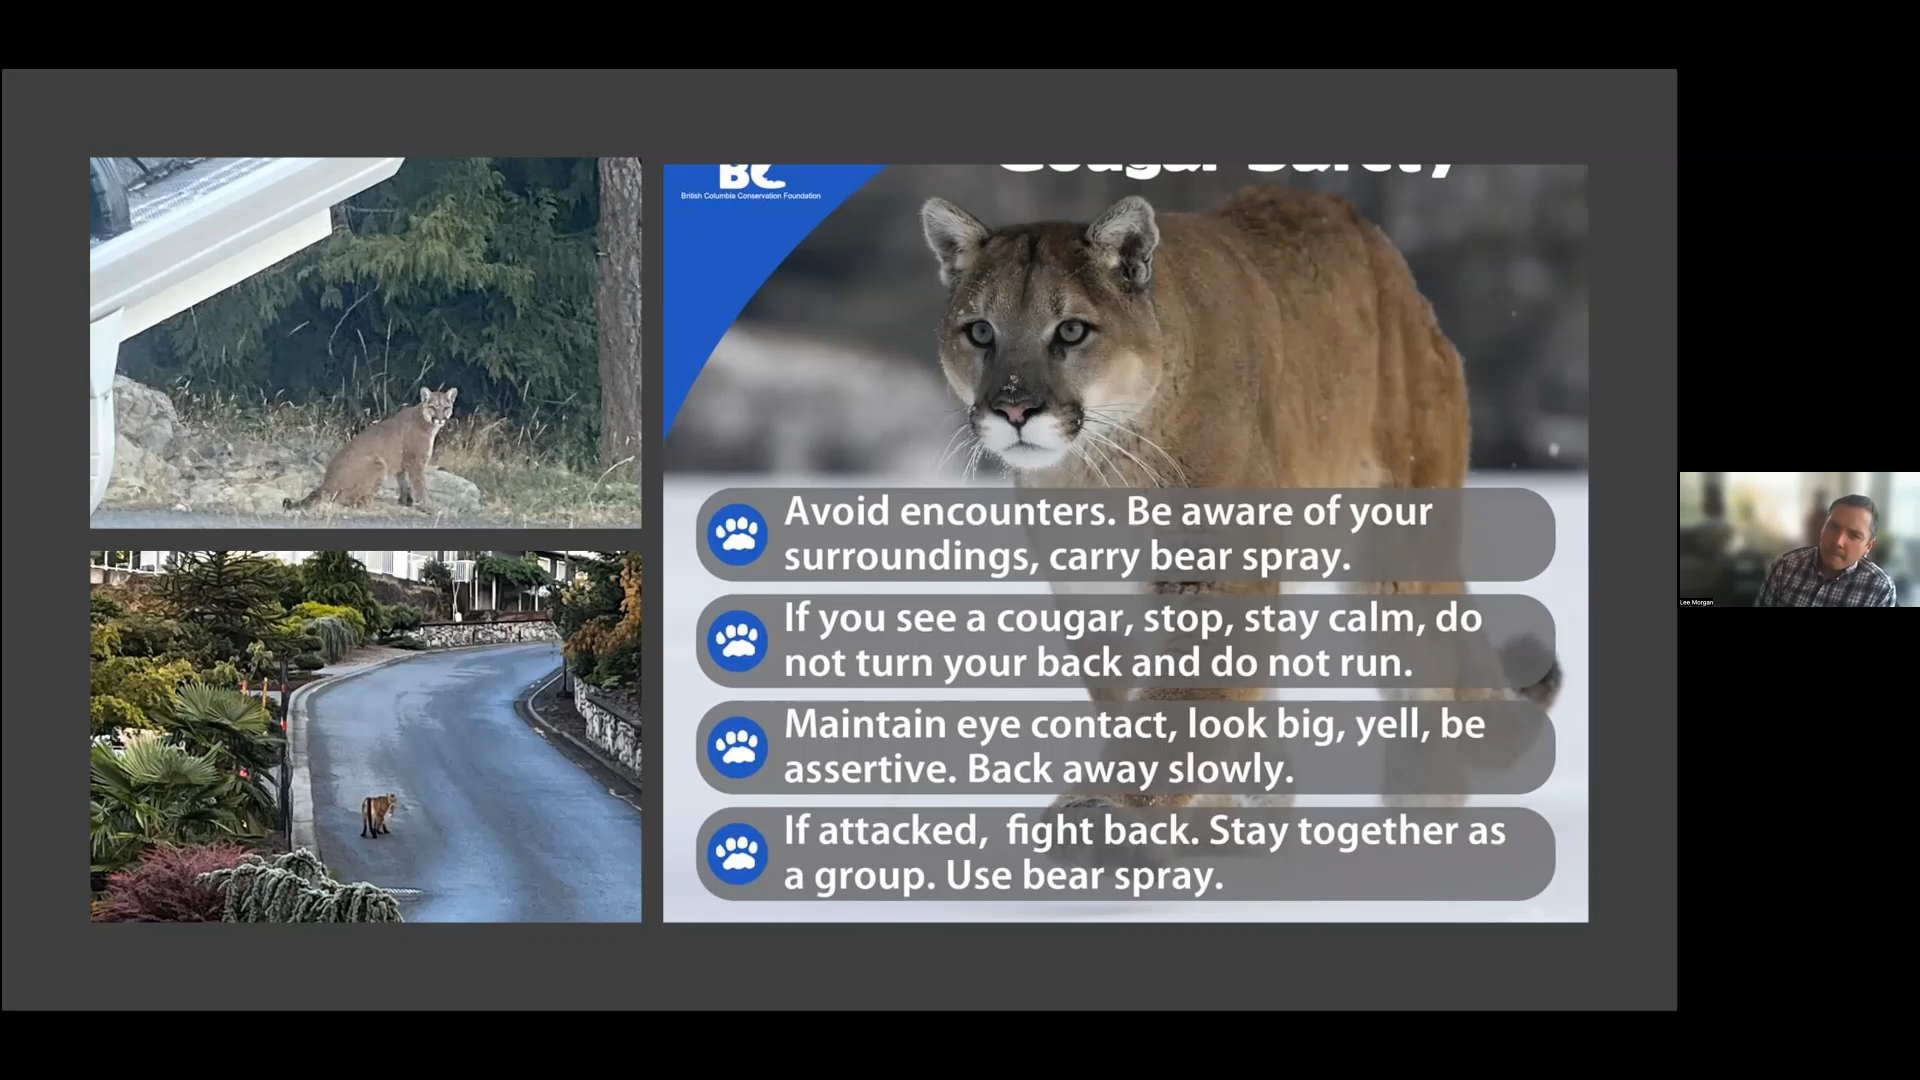 BC
Cougar Safety
British Columbia Conservation Foundation
Avoid encounters. Be aware of your
surroundings, carry bear spray.
If you see a cougar, stop, stay calm, do
not turn your back and do not run.
Maintain eye contact, look big, yell, be
assertive. Back away slowly.
If attacked, fight back. Stay together as
a group. Use bear spray.
Lee Morgan